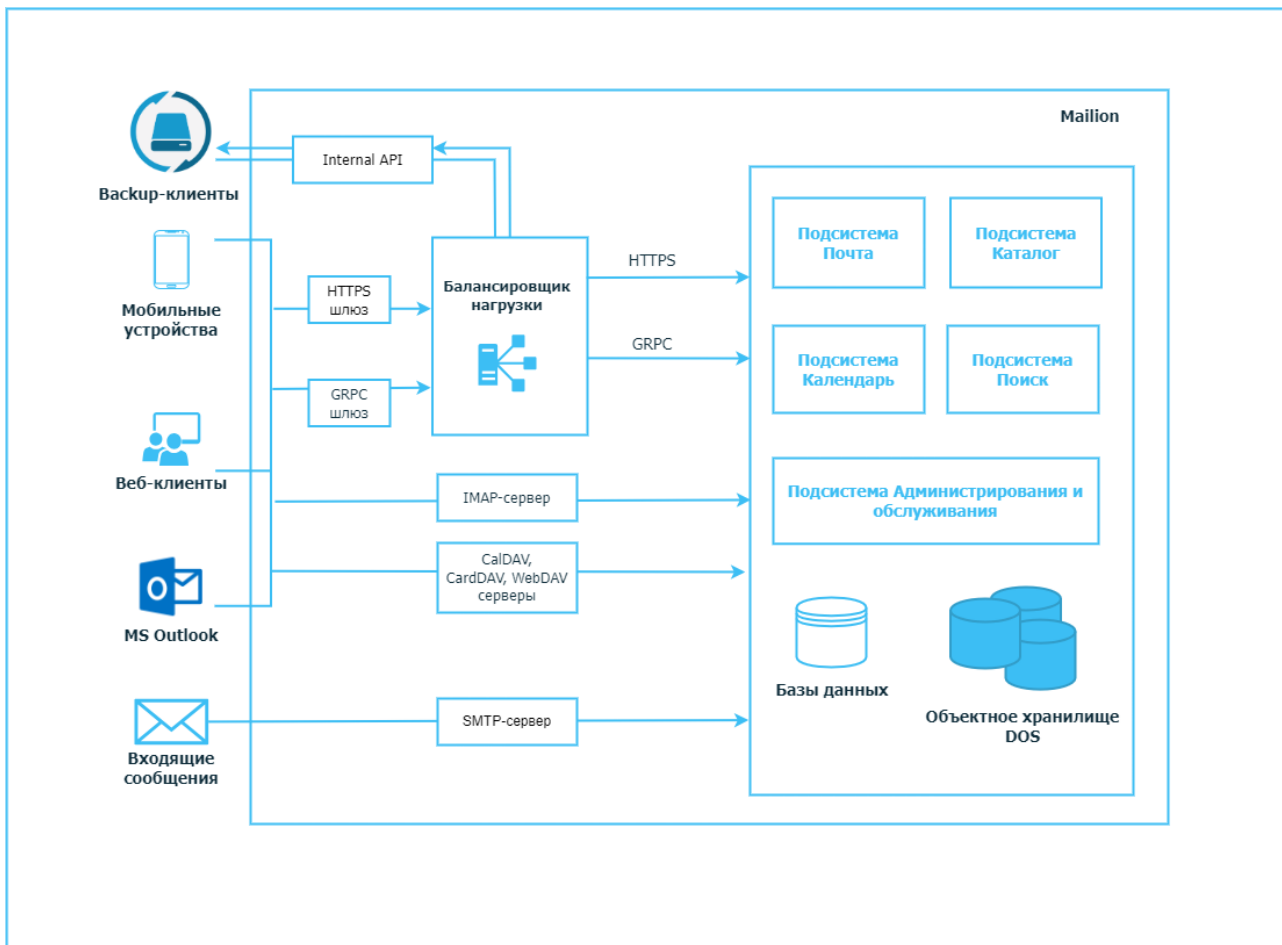 Mailion
Internal API
Backup-клиенты
Мобильные
устройства
Веб-клиенты
MS Outlook
Входящие
сообщения
HTTPS
шлюз
GRPC
шлюз
Балансировщик
нагрузки
HTTPS
GRPC
IMAP-сервер
CalDAV,
CardDAV, WebDAV
серверы
SMTP-сервер
Подсистема
Почта
Подсистема
Каталог
Подсистема
Календарь
Подсистема
Поиск
Подсистема Администрирования и
обслуживания
Базы данных
Объектное хранилище
DOS